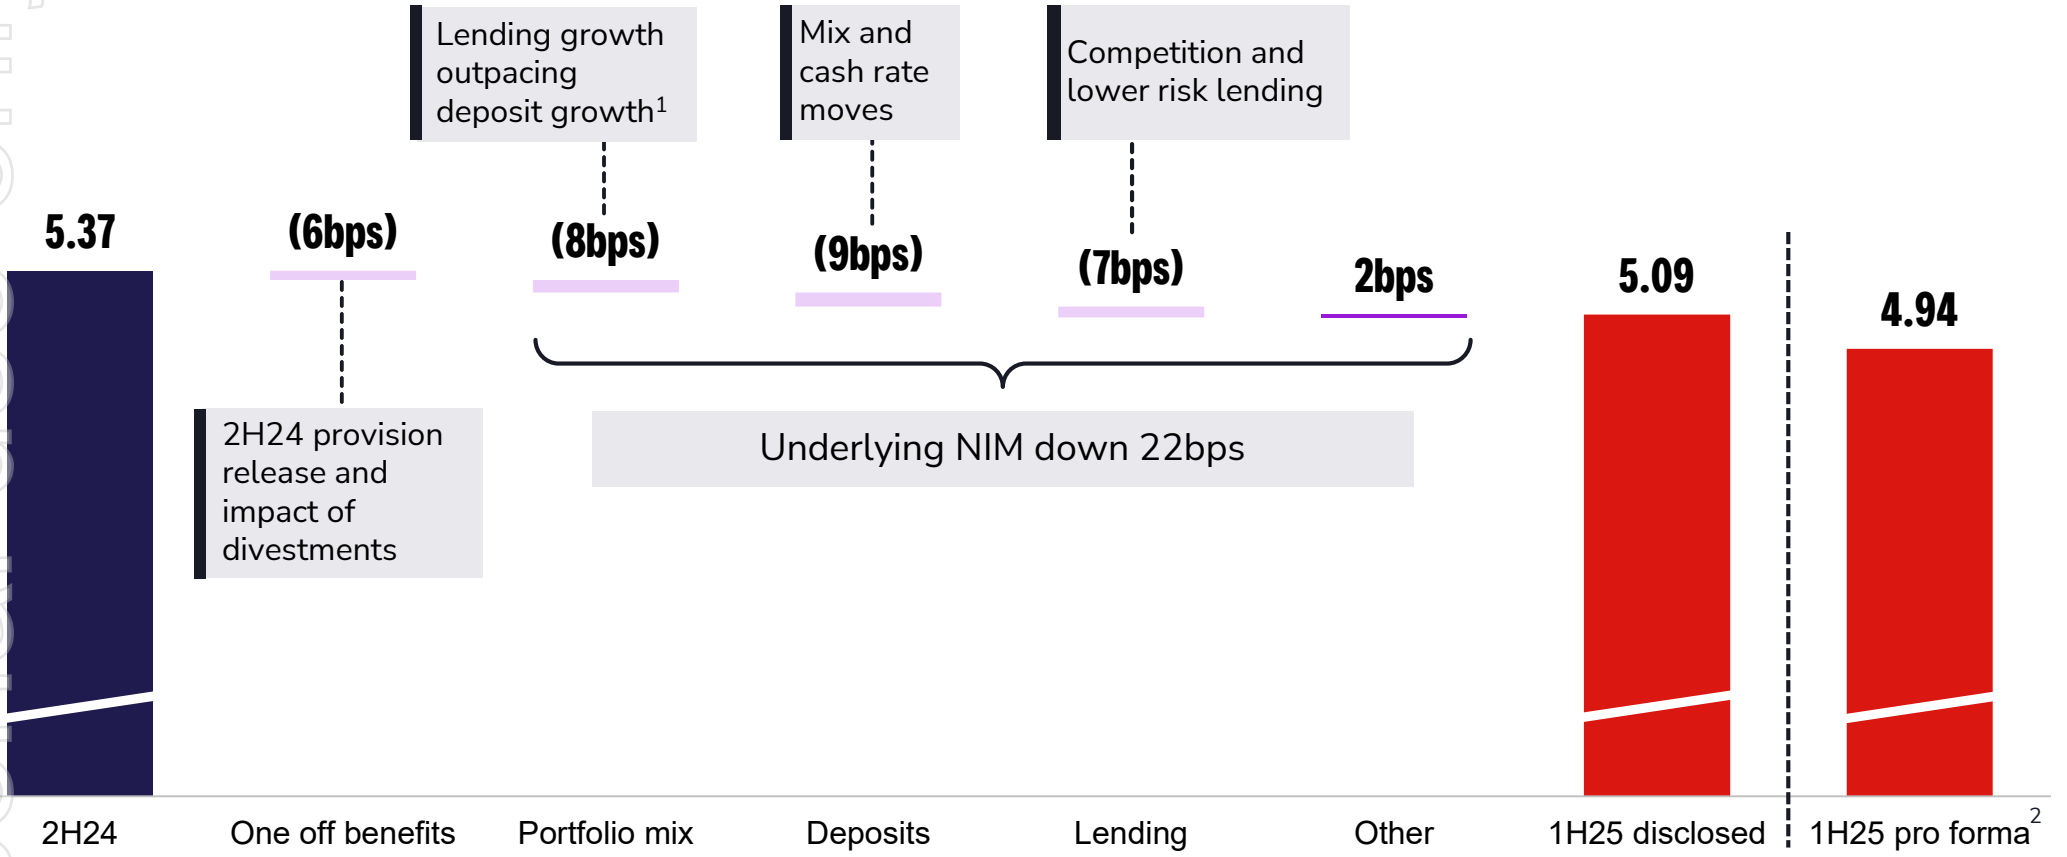 Lending growth
outpacing
deposit growth1
Mix and
cash rate
moves
Competition and
lower risk lending
5.37
(6bps)
(8bps)
(9bps)
(7bps)
2bps
5.09
4.94
2H24 provision
release and
impact of
divestments
Underlying NIM down 22bps
2H24
One off benefits
Portfolio mix
Deposits
Lending
Other
1H25 disclosed
1H25 pro forma2